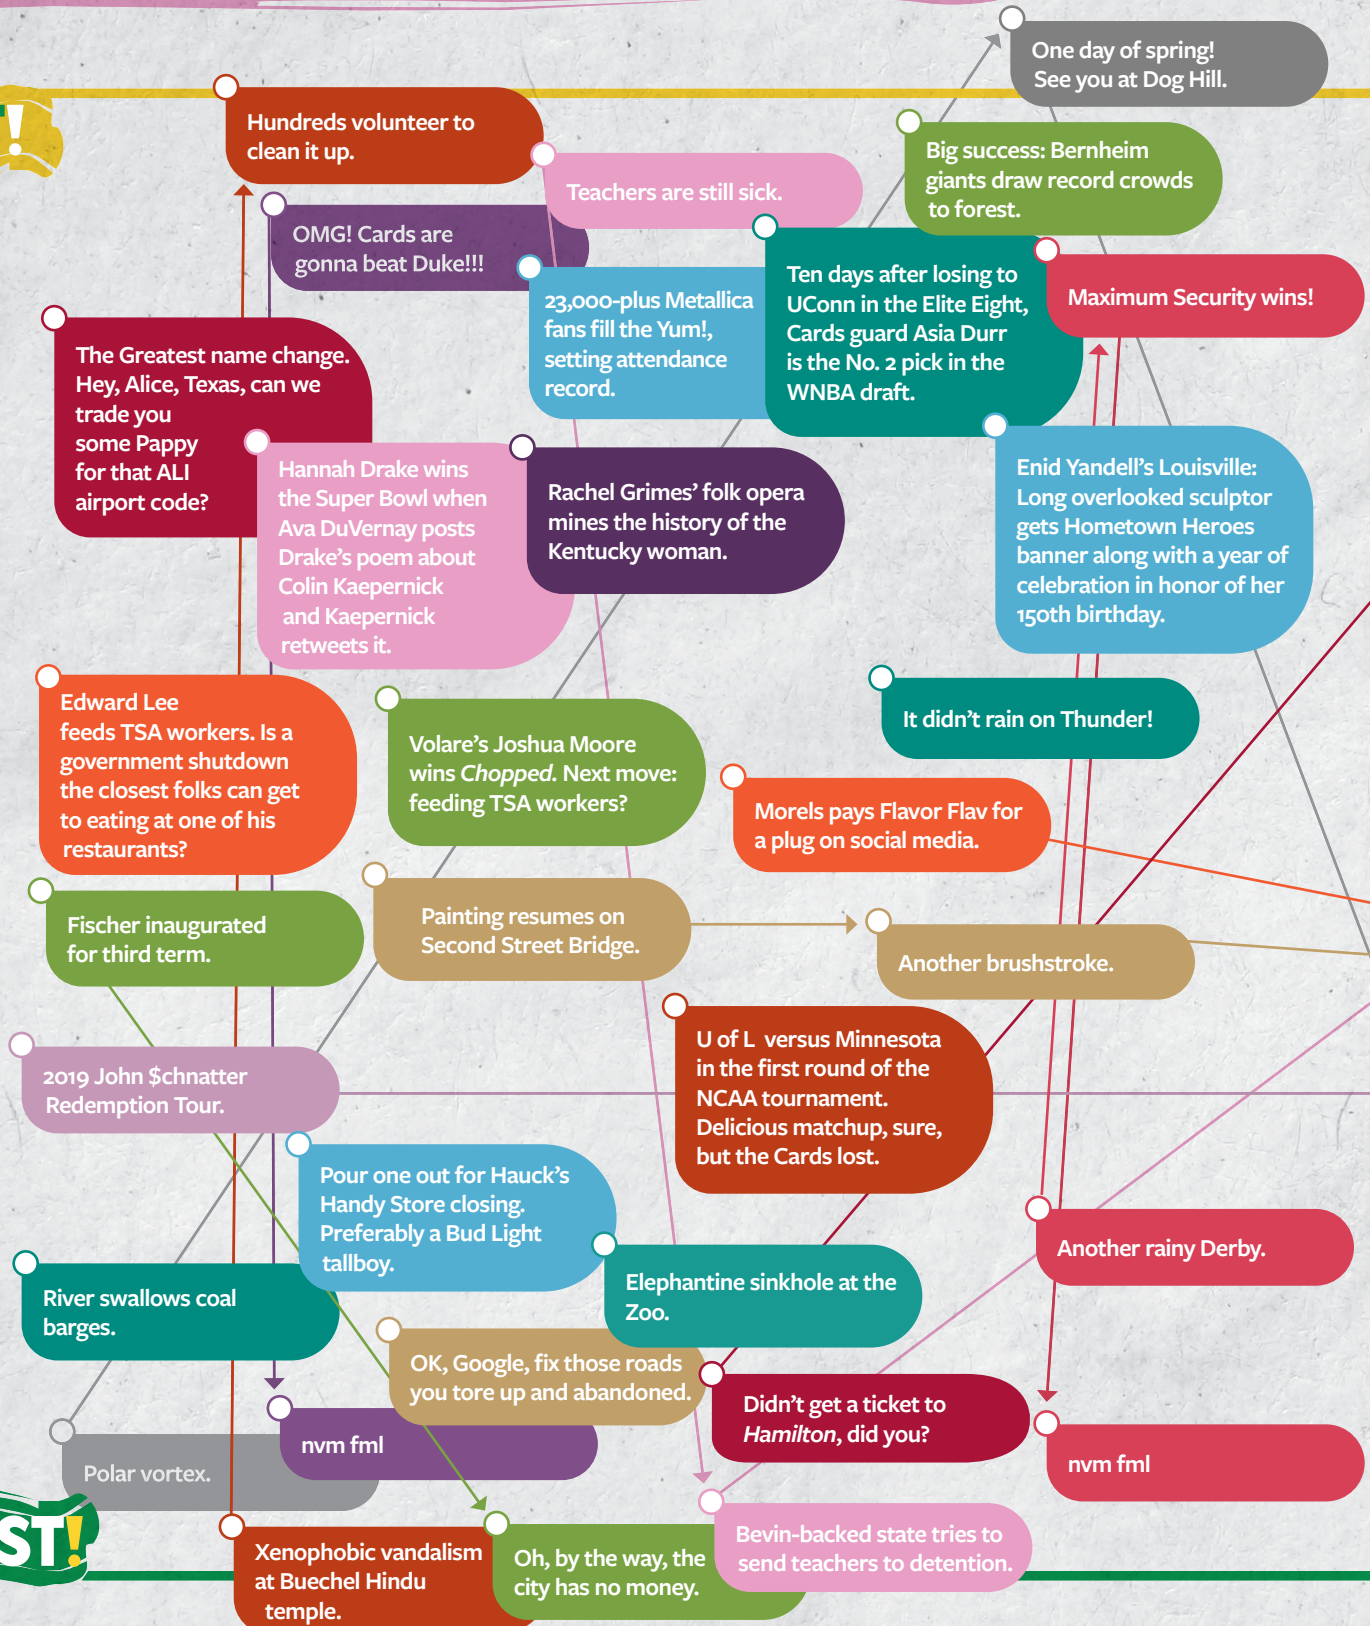 One day of spring!
See you at Dog Hill.
!
Hundreds volunteer to
clean it up.
Big success: Bernheim
giants draw record crowds
to forest.
Teachers are still sick.
OMG! Cards are
gonna beat Duke!!!
Ten days after losing to
UConn in the Elite Eight,
Cards guard Asia Durr
is the No. 2 pick in the
WNBA draft.
Maximum Security wins!
23,000-plus Metallica
fans fill the Yum!,
setting attendance
record.
The Greatest name change.
Hey, Alice, Texas, can we
trade you
some Pappy
for that ALI
airport code?
Hannah Drake wins
the Super Bowl when
Ava DuVernay posts
Drake's poem about
Colin Kaepernick
and Kaepernick
retweets it.
Rachel Grimes' folk opera
mines the history of the
Kentucky woman.
Enid Yandell's Louisville:
Long overlooked sculptor
gets Hometown Heroes
banner along with a year of
celebration in honor of her
150th birthday.
Edward Lee
feeds TSA workers. Is a
government shutdown
the closest folks can get
to eating at one of his
restaurants?
Volare's Joshua Moore
wins Chopped. Next move:
feeding TSA workers?
It didn't rain on Thunder!
Morels pays Flavor Flav for
a plug on social media.
Fischer inaugurated
for third term.
Painting resumes on
Second Street Bridge.
Another brushstroke.
2019 John $chnatter
Redemption Tour.
U of L versus Minnesota
in the first round of the
NCAA tournament.
Delicious matchup, sure,
but the Cards lost.
Pour one out for Hauck's
Handy Store closing.
Preferably a Bud Light
tallboy.
Another rainy Derby.
River swallows coal
barges.
Elephantine sinkhole at the
Zoo.
OK, Google, fix those roads
you tore up and abandoned.
Didn't get a ticket to
Hamilton, did you?
nvm fml
nvm fml
Polar vortex.
ST!
Xenophobic vandalism
at Buechel Hindu
temple.
Oh, by the way, the
city has no money.
Bevin-backed state tries to
send teachers to detention.